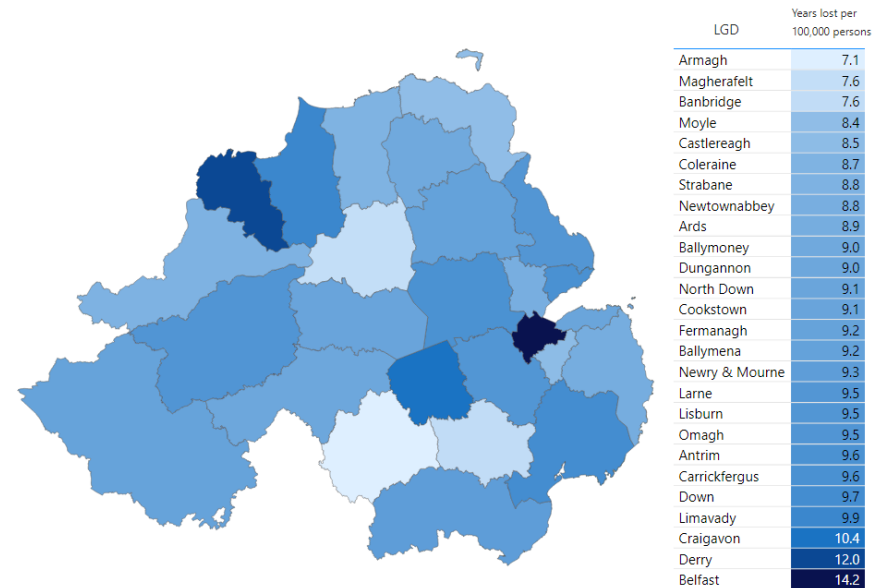 Years lost per
LGD 100,000 persons
Armagh 7.1
Magherafelt 7.6
Banbridge 7.6
Moyle 8.4
Castlereagh 8.5
Coleraine 8.7
Strabane 8.8
Newtownabbey 8.8
Ards 8.9
Ballymoney 9.0
Dungannon 9.0
North Down 9.1
Cookstown 9.1
Fermanagh 9.2
Ballymena 9.2
Newry & Mourne 9.3
Larne 9.5
Lisburn 9.5
Omagh 9.5
Antrim 9.6
Carrickfergus 9.6
Down 9.7
Limavady 9.9
Craigavon 10.4
Derry 12.0
Belfast 14.2